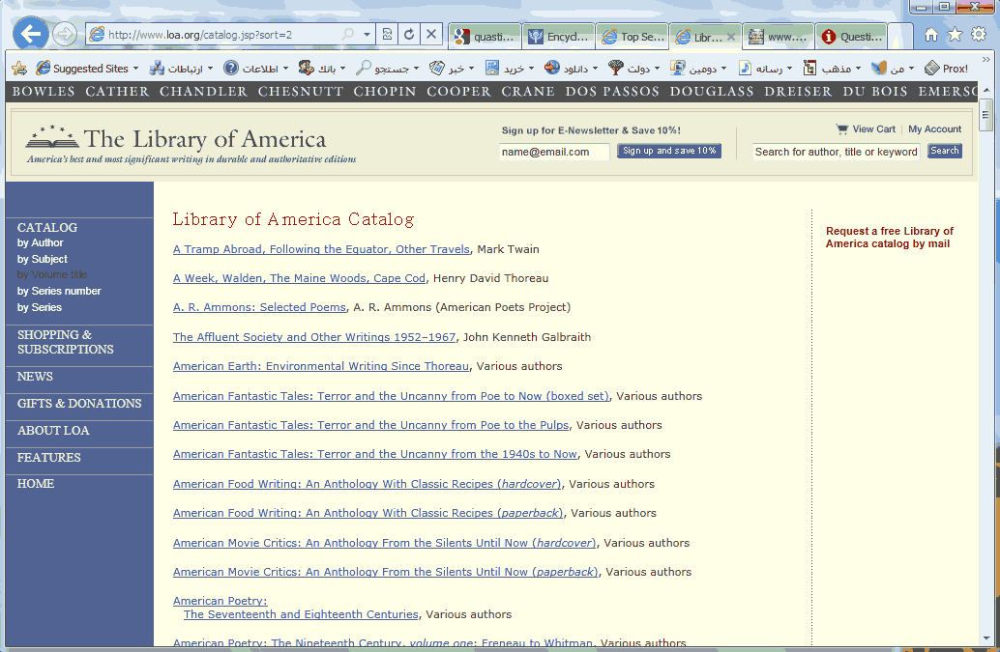 http://www.loa.org/catalog.jsp?sort=2
quasti...
Encycl...
Top Se...
Libr...
www....
Questi...
Suggested Sites
ارتباطات
اطلاعات
بانك
جستجو
خبر
خريد
دانلود
دولت
دومين
رسانه
مذهب
من
Prox!
BOWLES CATHER CHANDLER CHESNUTT CHOPIN COOPER CRANE DOS PASSOS DOUGLASS DREISER DU BOIS EMERSO
The Library of America
America's best and most significant writing in durable and authoritative editions
Sign up for E-Newsletter & Save 10%!
name@email.com
Sign up and save 10%
View Cart | My Account
Search for author, title or keyword
Search
CATALOG
by Author
by Subject
by Volume title
by Series number
by Series
SHOPPING &
SUBSCRIPTIONS
NEWS
GIFTS & DONATIONS
ABOUT LOA
FEATURES
HOME
Library of America Catalog
A Tramp Abroad, Following the Equator, Other Travels, Mark Twain
A Week, Walden, The Maine Woods, Cape Cod, Henry David Thoreau
A. R. Ammons: Selected Poems, A. R. Ammons (American Poets Project)
The Affluent Society and Other Writings 1952–1967, John Kenneth Galbraith
American Earth: Environmental Writing Since Thoreau, Various authors
American Fantastic Tales: Terror and the Uncanny from Poe to Now (boxed set), Various authors
American Fantastic Tales: Terror and the Uncanny from Poe to the Pulps, Various authors
American Fantastic Tales: Terror and the Uncanny from the 1940s to Now, Various authors
American Food Writing: An Anthology With Classic Recipes (hardcover), Various authors
American Food Writing: An Anthology With Classic Recipes (paperback), Various authors
American Movie Critics: An Anthology From the Silents Until Now (hardcover), Various authors
American Movie Critics: An Anthology From the Silents Until Now (paperback), Various authors
American Poetry:
The Seventeenth and Eighteenth Centuries, Various authors
American Poetry: The Nineteenth Century, volume one: Freneau to Whitman, Various authors
Request a free Library of
America catalog by mail